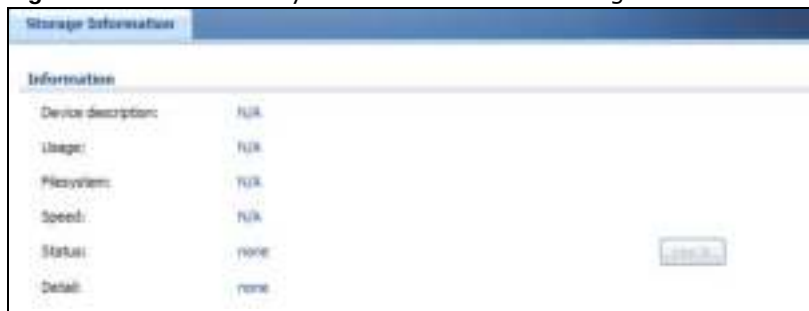 Storage Information
Information
Device description: N/A
Usage: N/A
Filesystem: N/A
Speed: N/A
Status: none
Detail: none